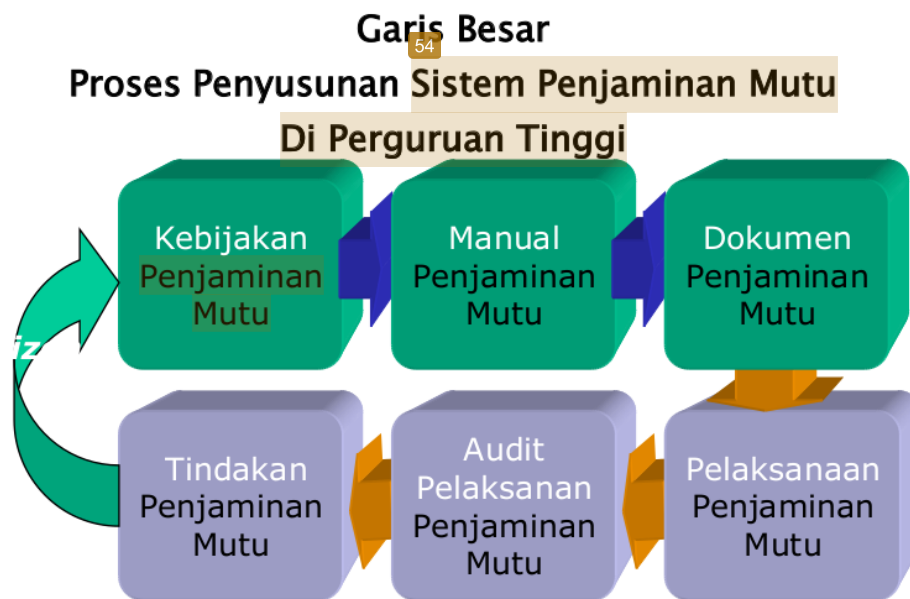 Garis Besar
54
Proses Penyusunan Sistem Penjaminan Mutu
Di Perguruan Tinggi
Kebijakan
Penjaminan
Mutu
Manual
Penjaminan
Mutu
Dokumen
Penjaminan
Mutu
Tindakan
Penjaminan
Mutu
Audit
Pelaksanan
Penjaminan
Mutu
Pelaksanaan
Penjaminan
Mutu